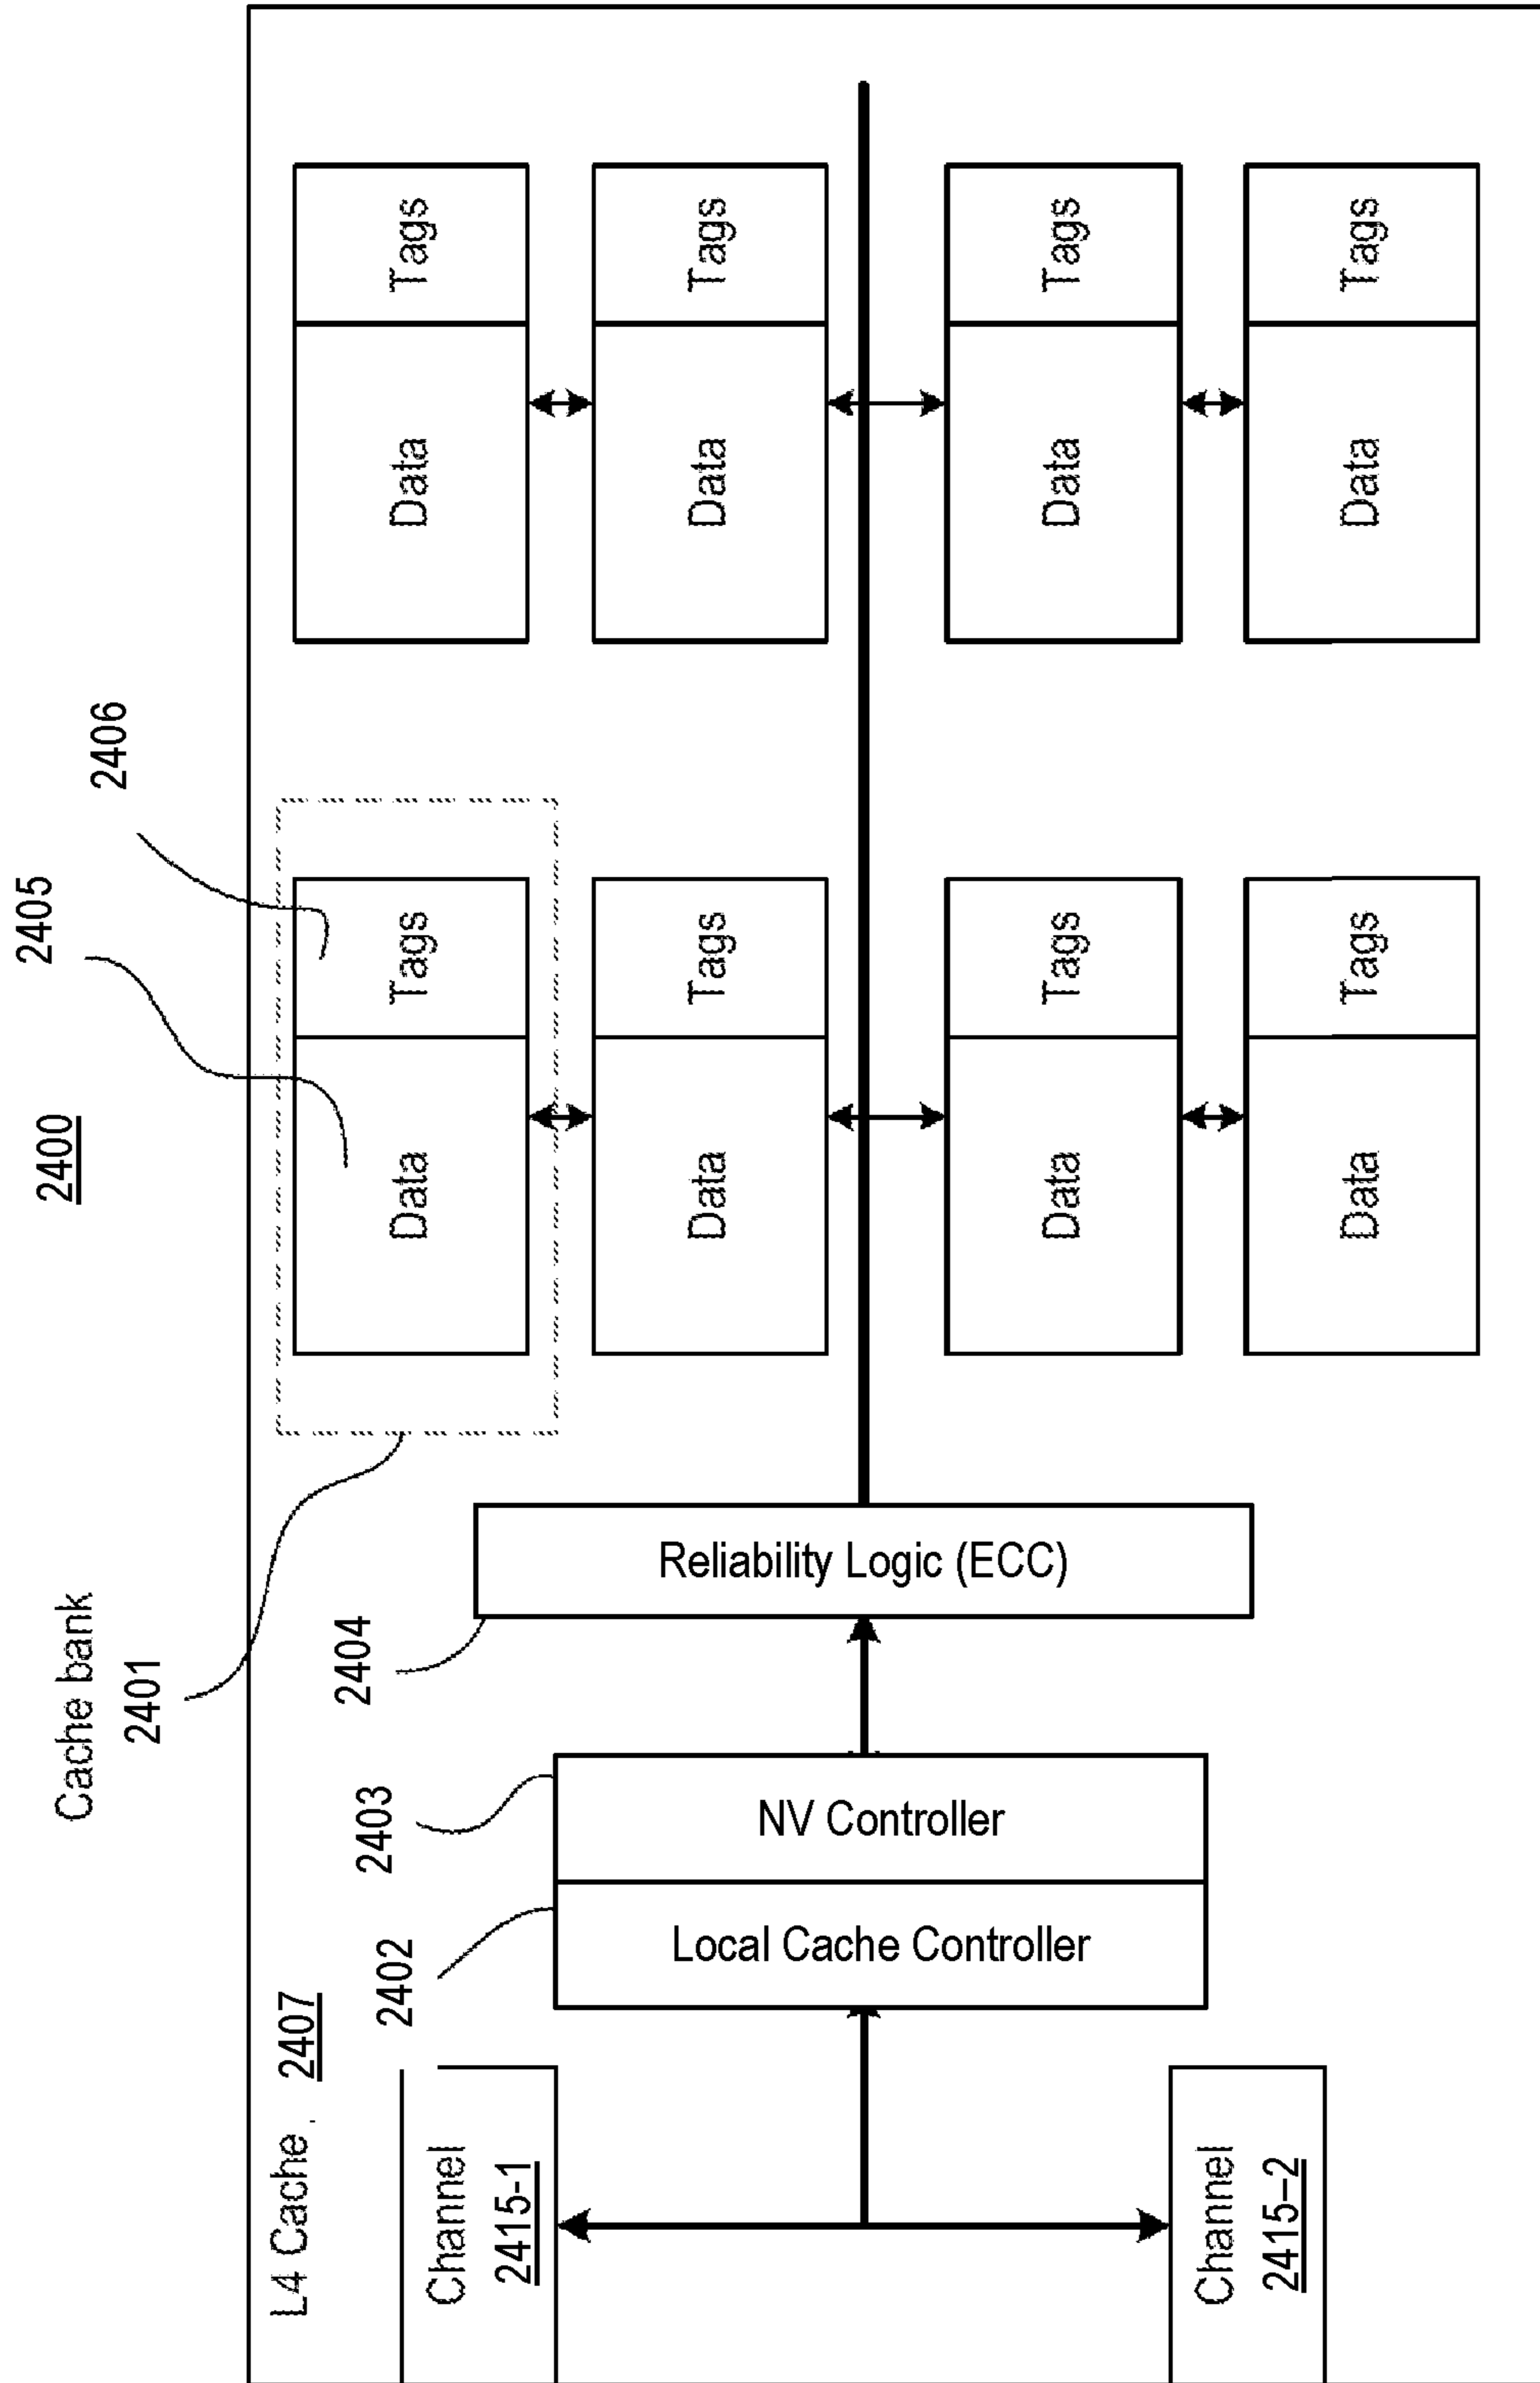 2400
Cache bank
2401
2405
2406
L4 Cache 2407
Channel
2415-1
Channel
2415–2
2402
Local Cache Controller
2403
NV Controller
2404
Reliability Logic (ECC)
Data
Tags
Data
Tags
Data
Tags
Data
Tags
Data
Tags
Data
Tags
Data
Tags
Data
Tags